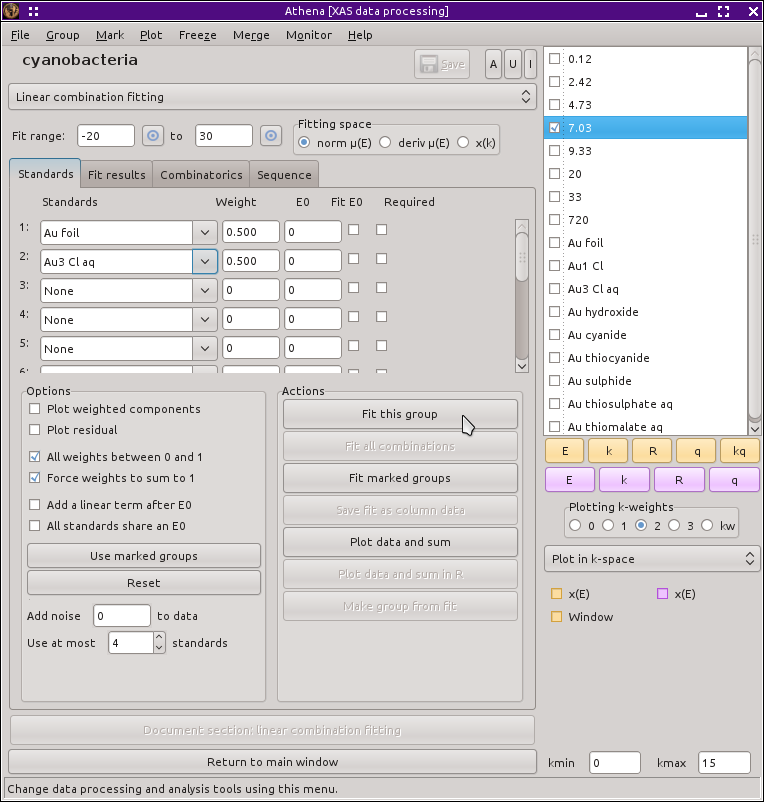 Athena [XAS data processing]
File Group Mark Plot Freeze Merge Monitor Help
cyanobacteria
Save
A U I
Linear combination fitting
Fit range: -20 to 30
Fitting space
norm μ(E) deriv μ(E) χ(k)
Standards Fit results Combinatorics Sequence
Standards Weight E0 Fit E0 Required
1: Au foil 0.500 0
2: Au3 Cl aq 0.500 0
3: None 0 0
4: None 0 0
5: None 0 0
6:
Options
Plot weighted components
Plot residual
All weights between 0 and 1
Force weights to sum to 1
Add a linear term after E0
All standards share an E0
Use marked groups
Reset
Add noise 0 to data
Use at most 4 standards
Actions
Fit this group
Fit all combinations
Fit marked groups
Save fit as column data
Plot data and sum
Plot data and sum in R
Make group from fit
Document section: linear combination fitting
Return to main window
0.12
2.42
4.73
7.03
9.33
20
33
720
Au foil
Au1 Cl
Au3 Cl aq
Au hydroxide
Au cyanide
Au thiocyanide
Au sulphide
Au thiosulphate aq
Au thiomalate aq
E k R q kq
E k R q
Plotting k-weights
0 1 2 3 kw
Plot in k-space
χ(E) χ(E)
Window
kmin 0 kmax 15
Change data processing and analysis tools using this menu.